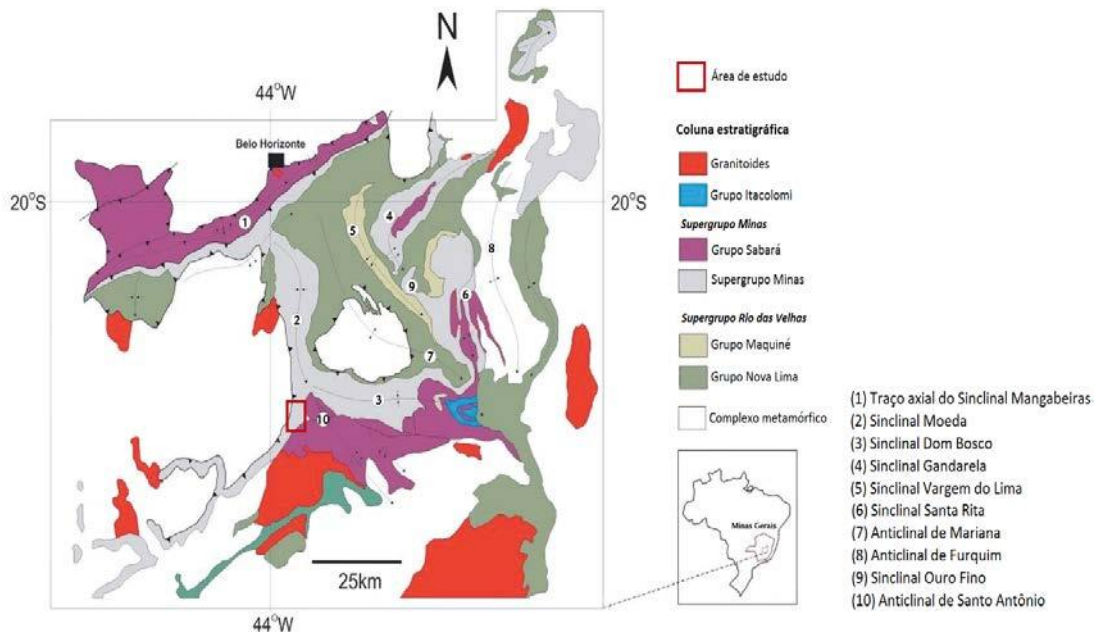 N
44°W
Belo Horizonte
20°S
20°S
1
2
3
4
5
6
7
8
9
10
25km
44°W
Área de estudo
Coluna estratigráfica
Granitoides
Grupo Itacolomi
Supergrupo Minas
Grupo Sabará
Supergrupo Minas
Supergrupo Rio das Velhas
Grupo Maquiné
Grupo Nova Lima
Complexo metamórfico
Minas Gerais
(1) Traço axial do Sinclinal Mangabeiras
(2) Sinclinal Moeda
(3) Sinclinal Dom Bosco
(4) Sinclinal Gandarela
(5) Sinclinal Vargem do Lima
(6) Sinclinal Santa Rita
(7) Anticlinal de Mariana
(8) Anticlinal de Furquim
(9) Sinclinal Ouro Fino
(10) Anticlinal de Santo Antônio